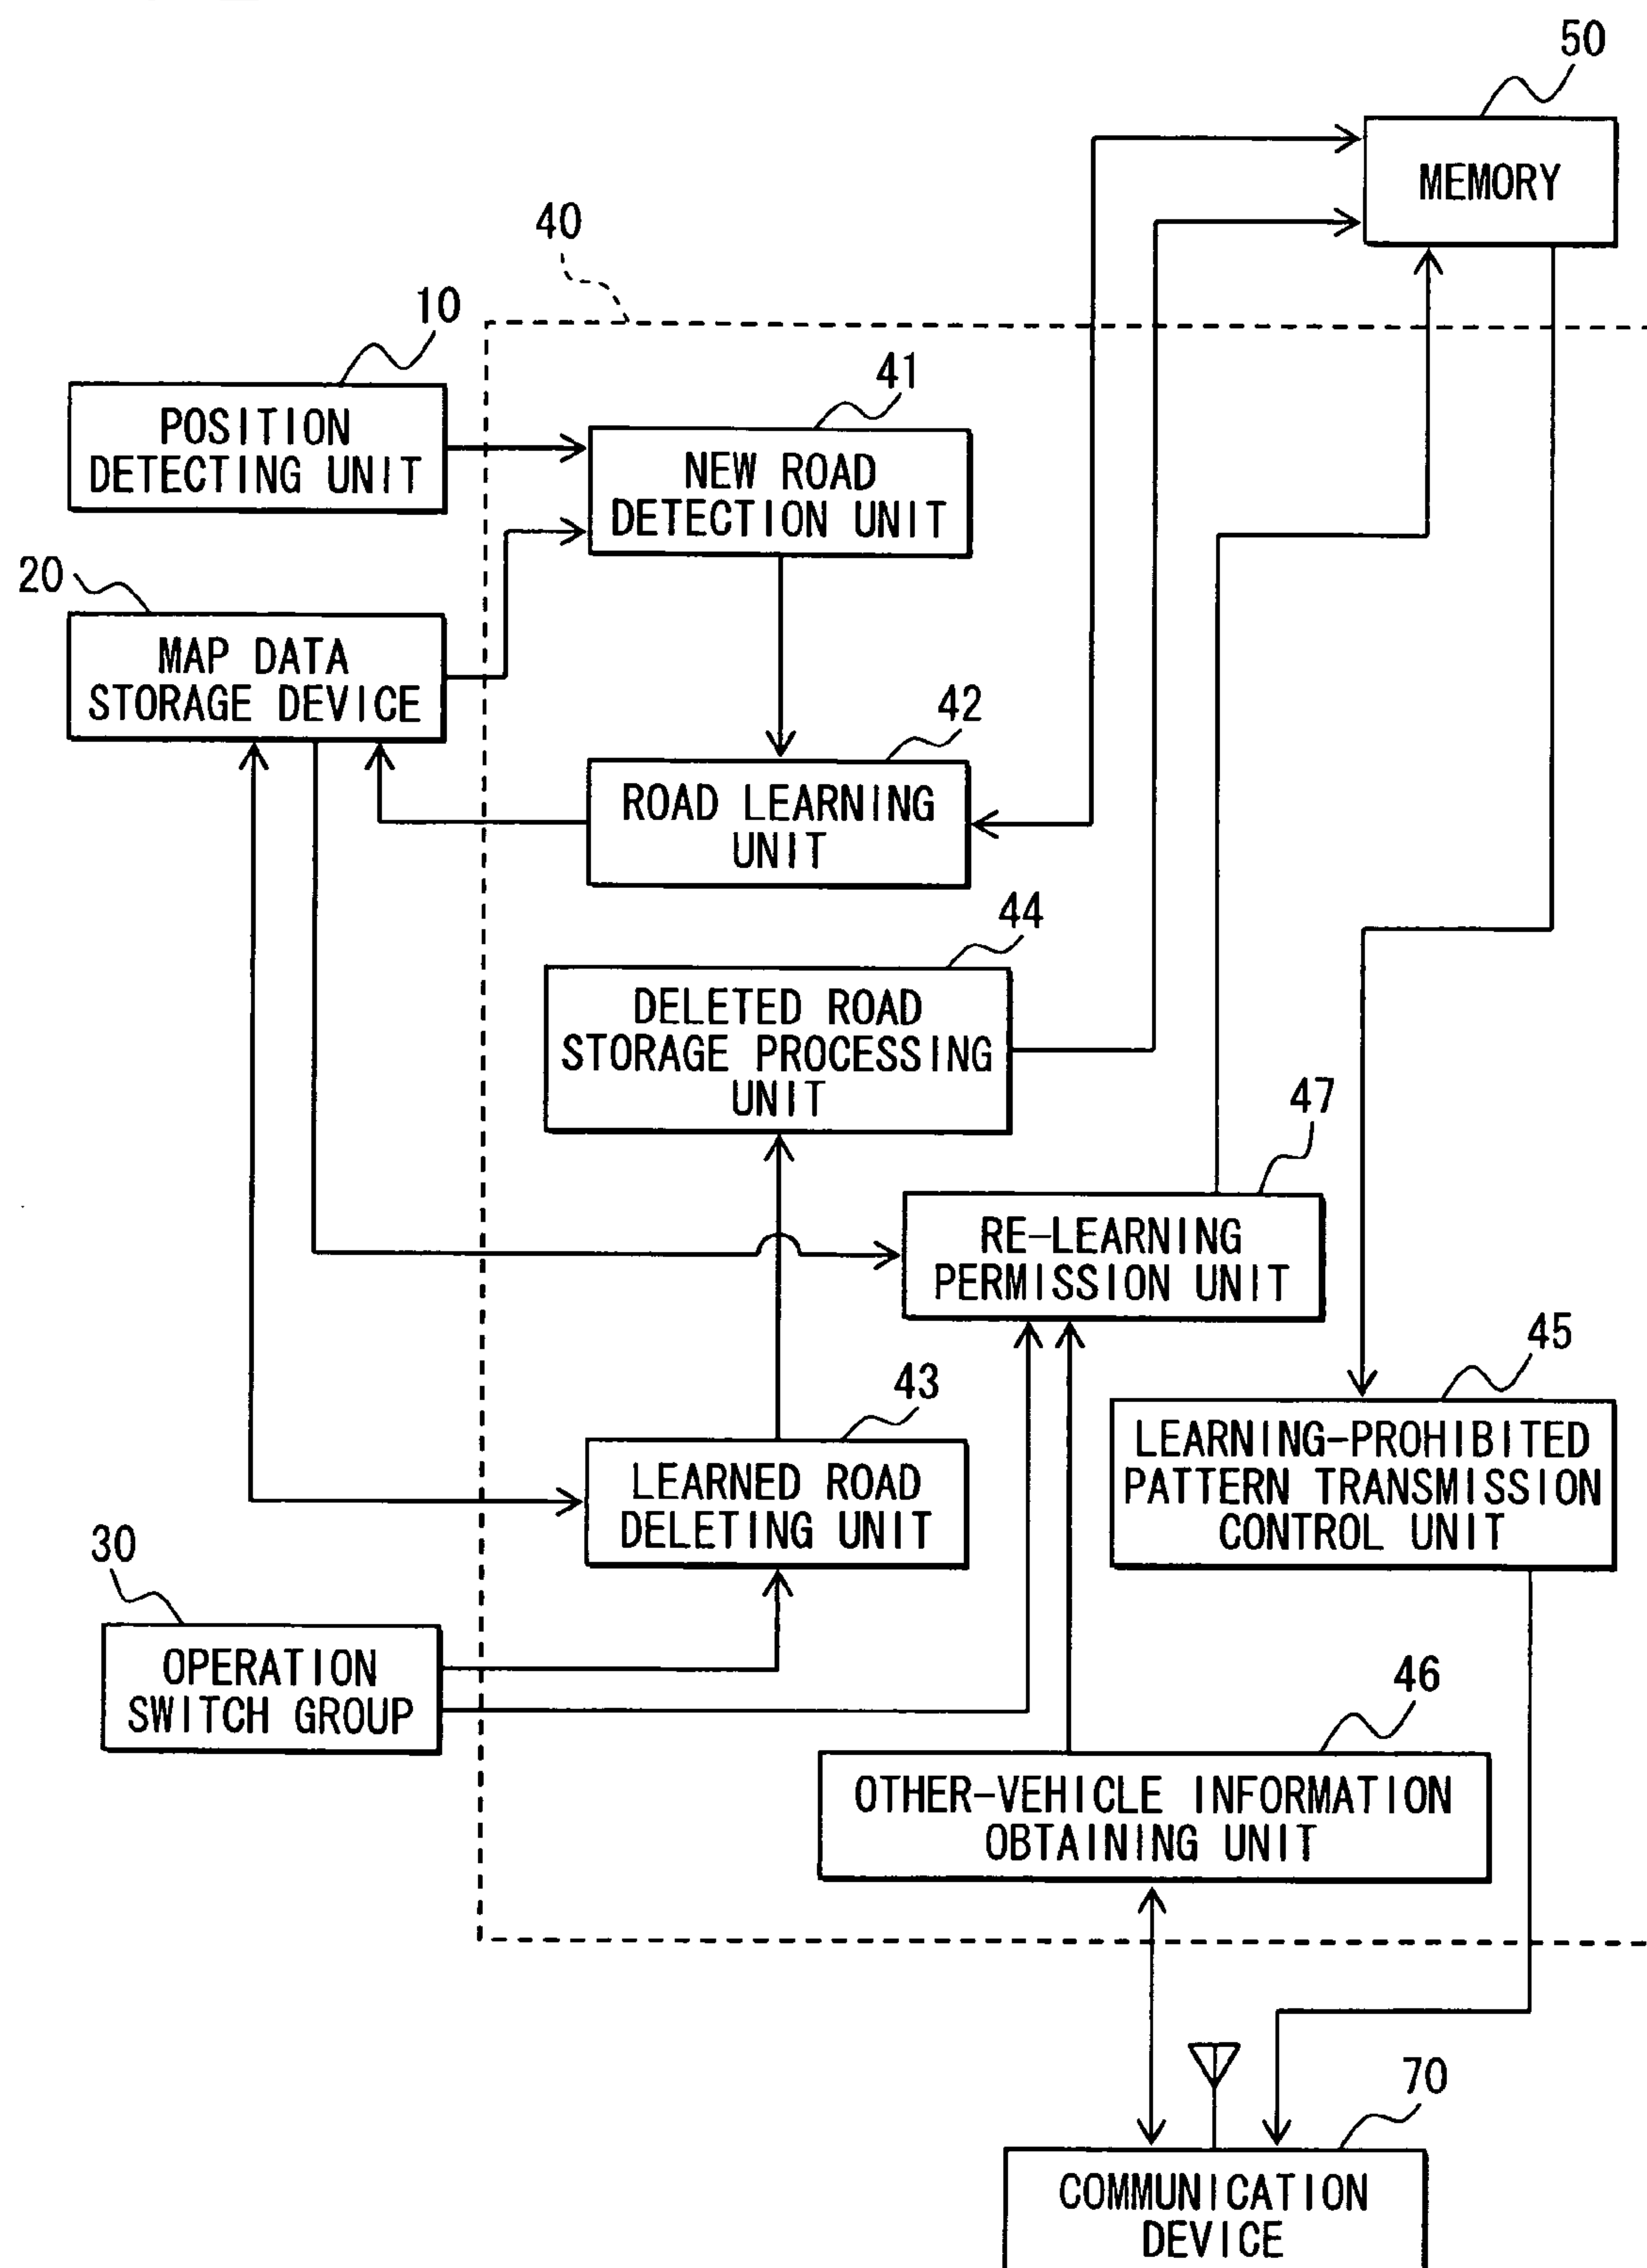 50
MEMORY
40
10
POSITION
DETECTING UNIT
41
NEW ROAD
DETECTION UNIT
20
MAP DATA
STORAGE DEVICE
42
ROAD LEARNING
UNIT
44
DELETED ROAD
STORAGE PROCESSING
UNIT
47
RE-LEARNING
PERMISSION UNIT
45
LEARNING-PROHIBITED
PATTERN TRANSMISSION
CONTROL UNIT
43
LEARNED ROAD
DELETING UNIT
30
OPERATION
SWITCH GROUP
46
OTHER-VEHICLE INFORMATION
OBTAINING UNIT
70
COMMUNICATION
DEVICE